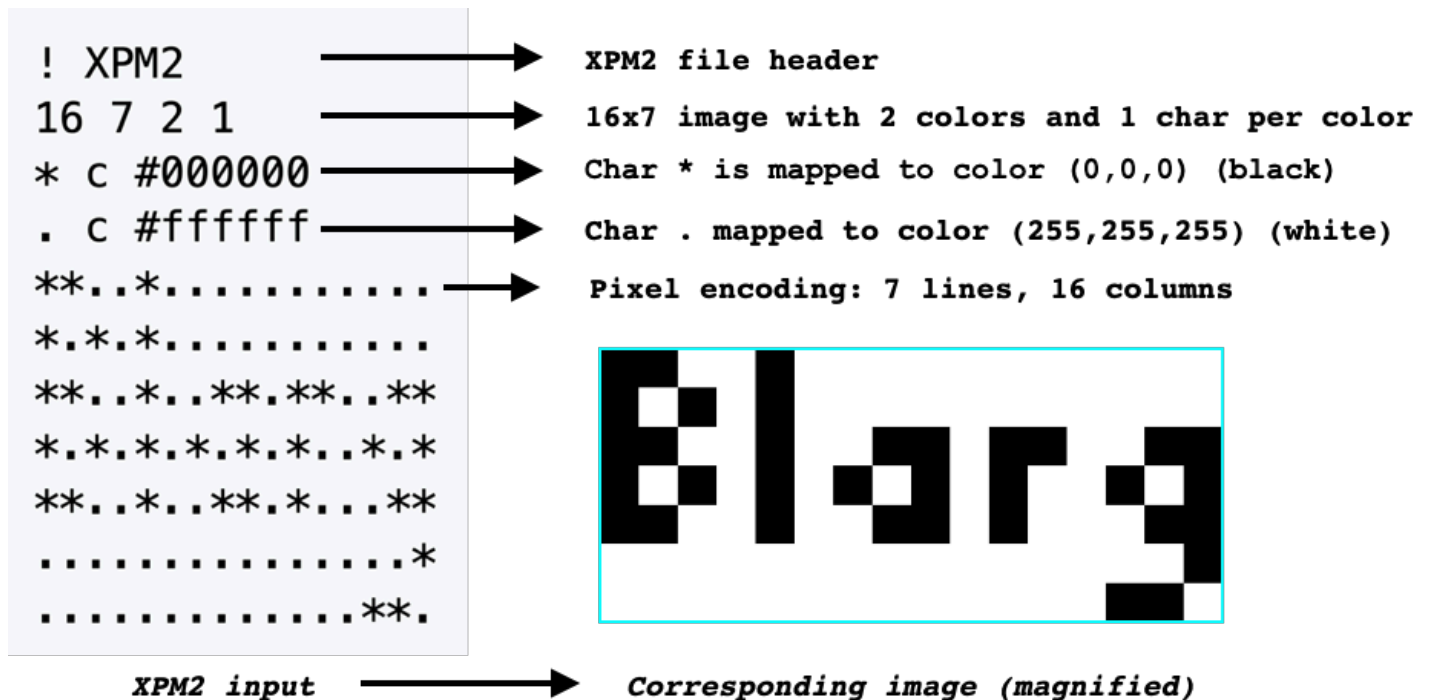 ! XPM2
XPM2 file header
16 7 2 1
16x7 image with 2 colors and 1 char per color
* c #000000
Char * is mapped to color (0,0,0) (black)
. c #ffffff
Char . mapped to color (255,255,255) (white)
**..*...........
Pixel encoding: 7 lines, 16 columns
*.*.*...........
**..*..**.**..**
*.*.*.*.*.*..*.*
**..*..**.*...**
...............*
.............**.
Blarg
XPM2 input
Corresponding image (magnified)